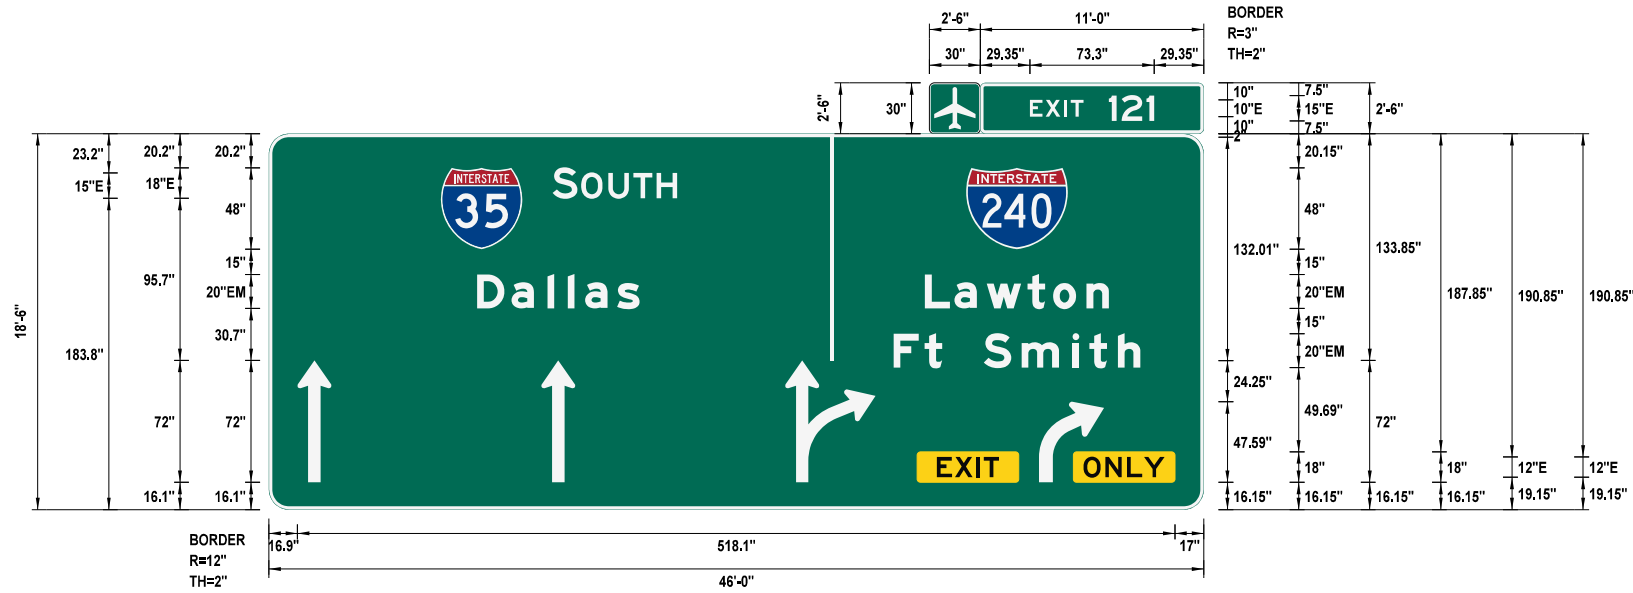 2'-6" 11'-0" BORDER
R=3"
30" 29.35" 73.3" 29.35" TH=2"
2'-6" 30" EXIT 121 10" 7.5"
10"E 15"E 2'-6"
10" 7.5"
2"
23.2" 20.2" 20.2" 20.15"
15"E 18"E INTERSTATE SOUTH INTERSTATE
48" 35 240 48"
15" 132.01" 15" 133.85"
18'-6" 95.7" 20"EM Dallas Lawton 20"EM 187.85" 190.85" 190.85"
30.7" 15"
183.8" Ft Smith 20"EM
24.25"
72" 72" 49.69" 72"
47.59"
EXIT ONLY 18" 18" 12"E 12"E
16.1" 16.1" 16.15" 16.15" 16.15" 16.15" 19.15" 19.15"
BORDER 16.9" 518.1" 17"
R=12"
TH=2" 46'-0"